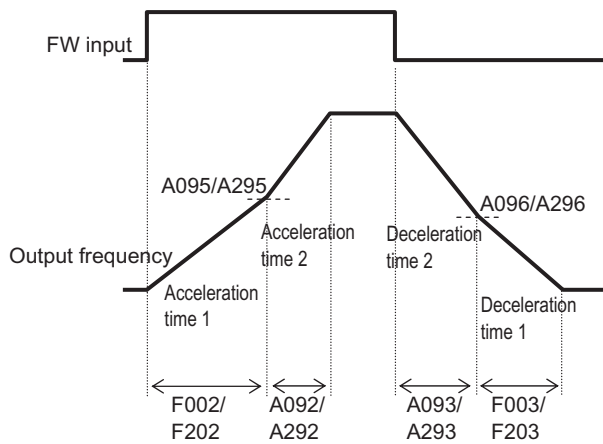 FW input
A095/A295
A096/A296
Acceleration
time 2
Deceleration
time 2
Output frequency
Acceleration
time 1
Deceleration
time 1
F002/
F202
A092/
A292
A093/
A293
F003/
F203